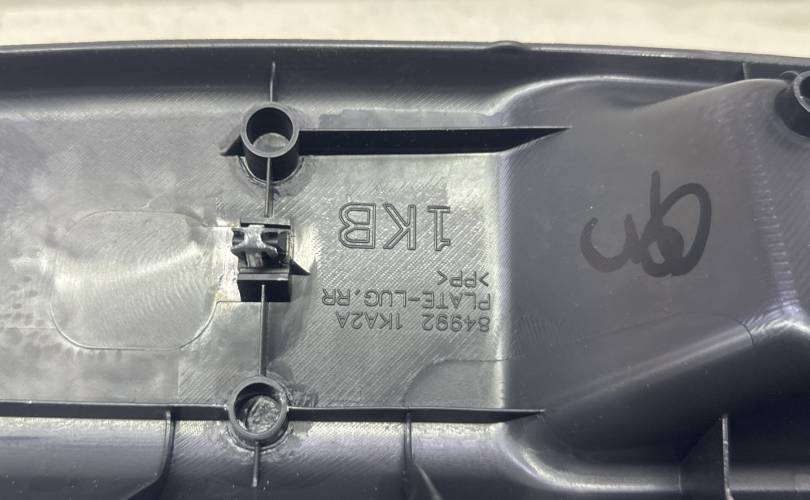 84992 1KA2A
PLATE-LUG,RR
>PP<
1KB